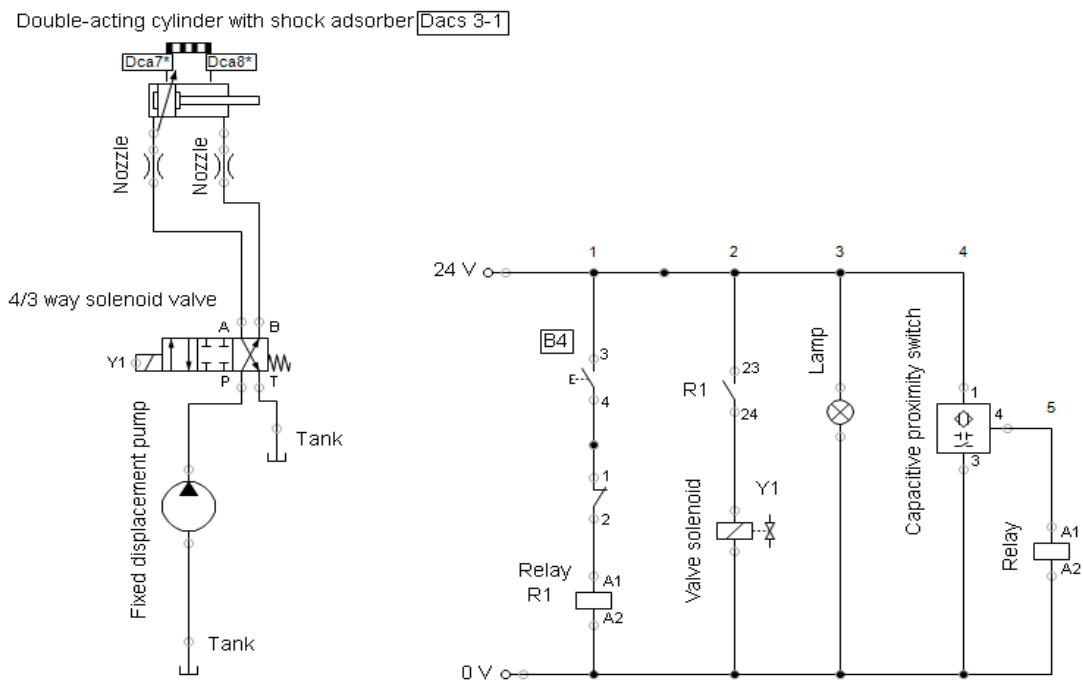 Double-acting cylinder with shock adsorber Dacs 3-1
Dca7* Dca8*
Nozzle
Nozzle
4/3 way solenoid valve
A B
Y1
P T
Tank
Fixed displacement pump
Tank
1 2 3 4
24 V
B4
3
4
1
2
Relay
R1
A1
A2
R1
23
24
Valve solenoid
Y1
Lamp
Capacitive proximity switch
1
4
3
5
Relay
A1
A2
0 V